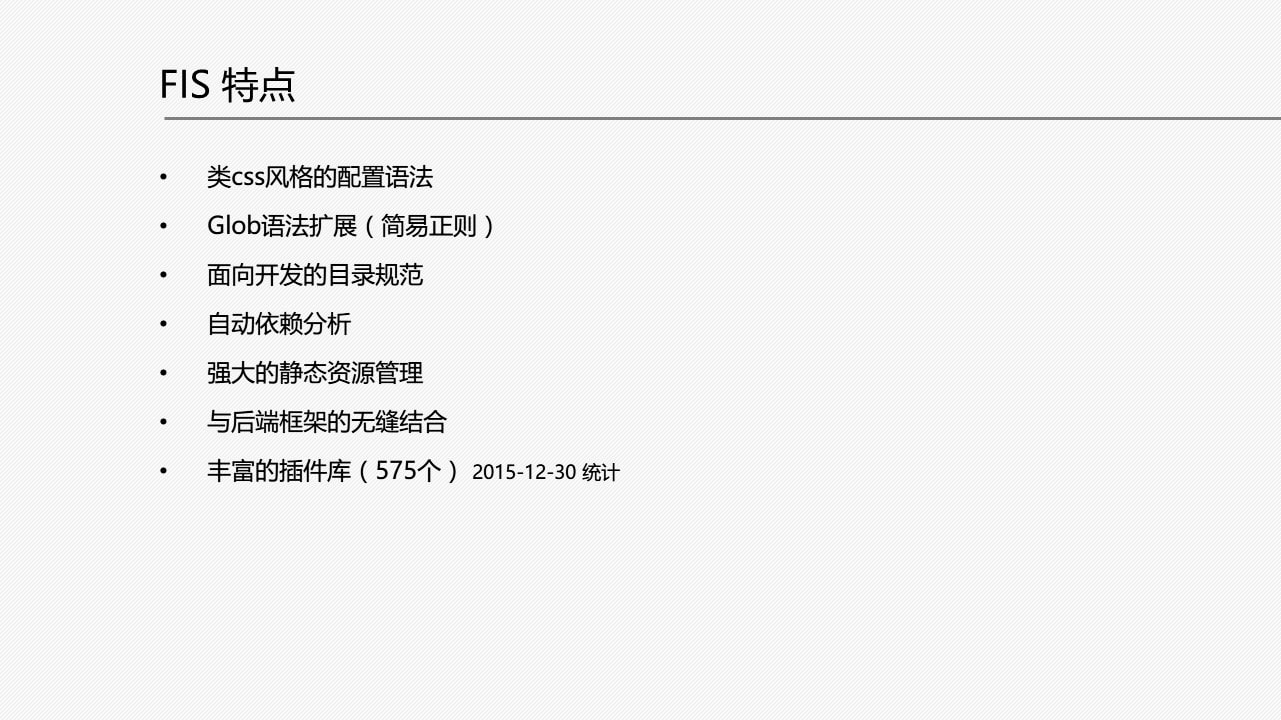 FIS 特点
• 类css风格的配置语法
• Glob语法扩展（简易正则）
• 面向开发的目录规范
• 自动依赖分析
• 强大的静态资源管理
• 与后端框架的无缝结合
• 丰富的插件库（575个） 2015-12-30 统计